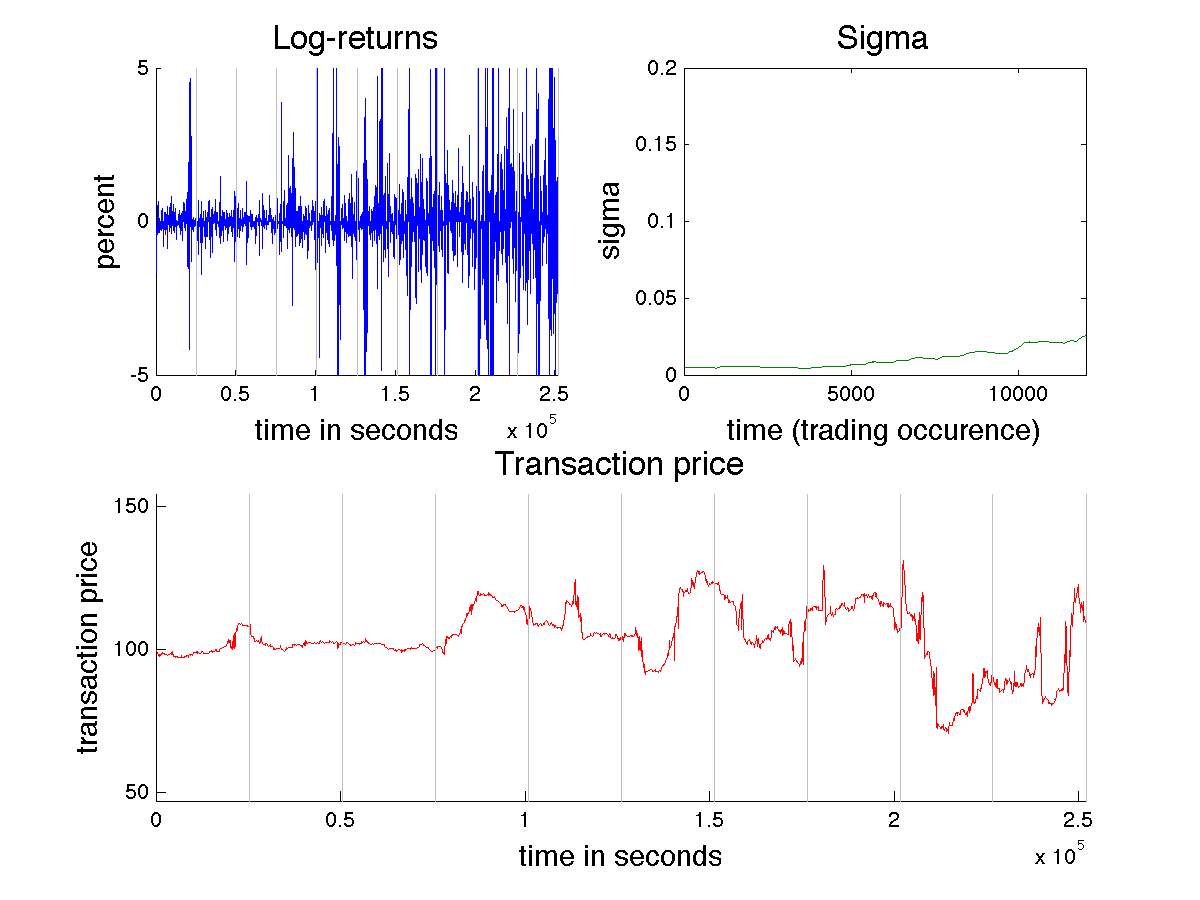 Log-returns
percent
5
0
-5
0 0.5 1 1.5 2 2.5
x 10^5
time in seconds
Sigma
sigma
0.2
0.15
0.1
0.05
0
0 5000 10000
time (trading occurence)
Transaction price
transaction price
150
100
50
0 0.5 1 1.5 2 2.5
x 10^5
time in seconds